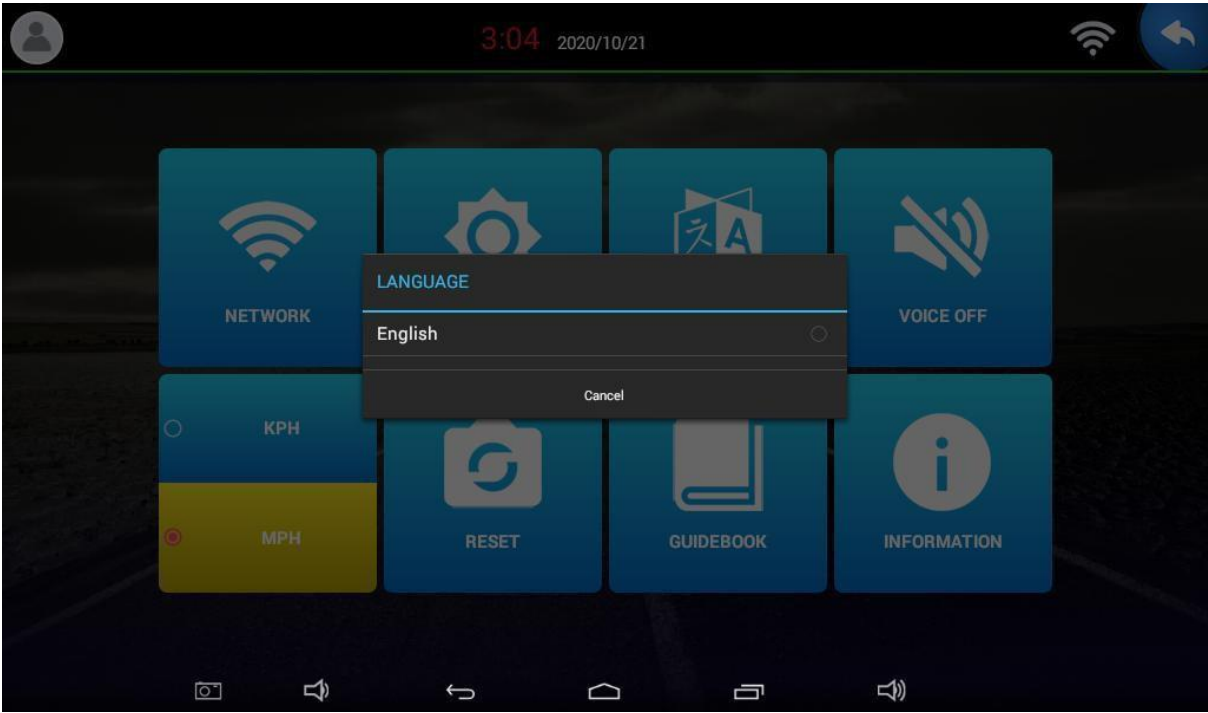 3:04 2020/10/21
NETWORK
VOICE OFF
LANGUAGE
English
Cancel
KPH
MPH
RESET
GUIDEBOOK
INFORMATION